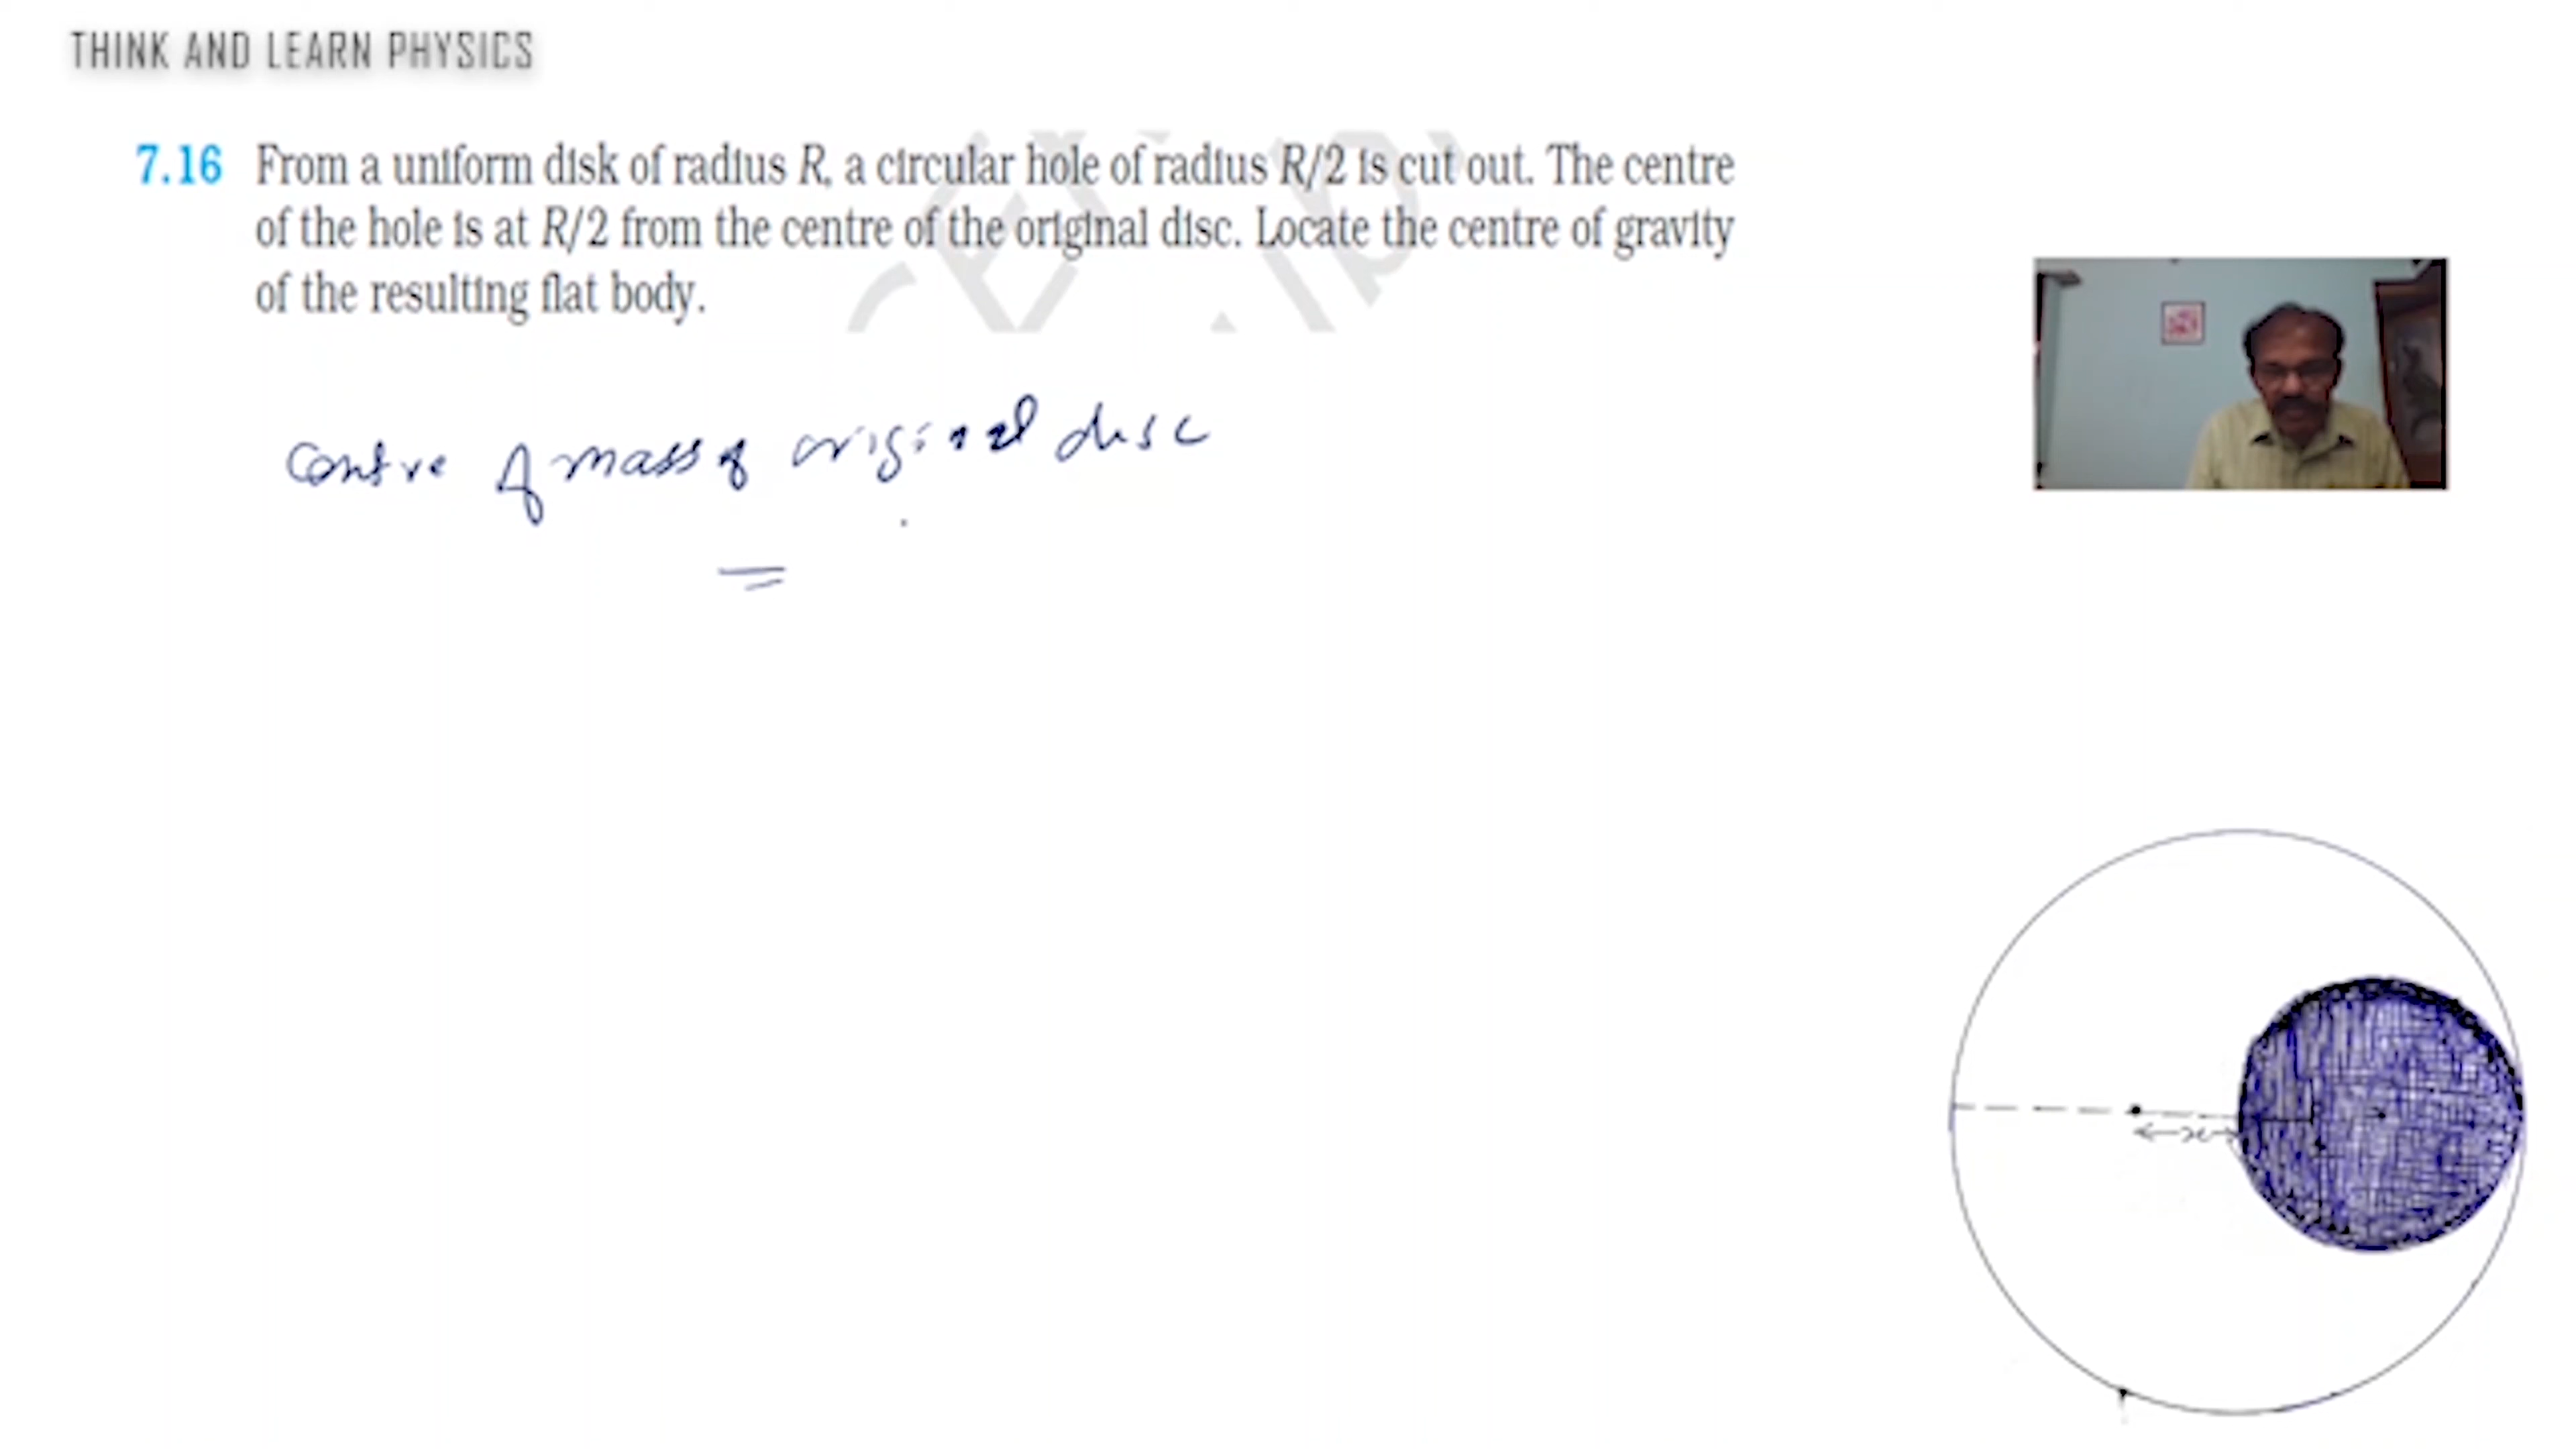 THINK AND LEARN PHYSICS
7.16 From a uniform disk of radius R, a circular hole of radius R/2 is cut out. The centre
of the hole is at R/2 from the centre of the original disc. Locate the centre of gravity
of the resulting flat body.
Centre of mass of original disc
=
x